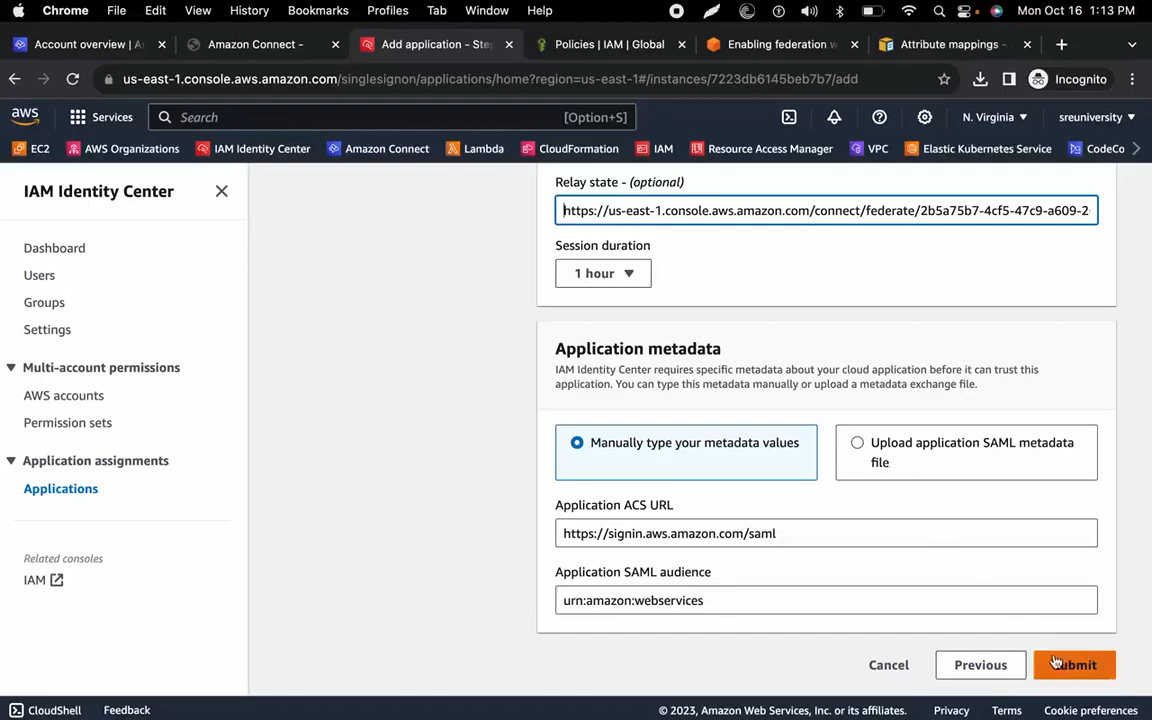 Chrome File Edit View History Bookmarks Profiles Tab Window Help Mon Oct 16 1:13 PM
Account overview | A Amazon Connect - Add application - Ste Policies | IAM | Global Enabling federation w Attribute mappings -
us-east-1.console.aws.amazon.com/singlesignon/applications/home?region=us-east-1#/instances/7223db6145beb7b7/add Incognito
aws Services Search [Option+S] N. Virginia sreuniversity
EC2 AWS Organizations IAM Identity Center Amazon Connect Lambda CloudFormation IAM Resource Access Manager VPC Elastic Kubernetes Service CodeCo
IAM Identity Center
Dashboard
Users
Groups
Settings
Multi-account permissions
AWS accounts
Permission sets
Application assignments
Applications
Related consoles
IAM
Relay state - (optional)
https://us-east-1.console.aws.amazon.com/connect/federate/2b5a75b7-4cf5-47c9-a609-2
Session duration
1 hour
Application metadata
IAM Identity Center requires specific metadata about your cloud application before it can trust this
application. You can type this metadata manually or upload a metadata exchange file.
Manually type your metadata values
Upload application SAML metadata
file
Application ACS URL
https://signin.aws.amazon.com/saml
Application SAML audience
urn:amazon:webservices
Cancel Previous Submit
CloudShell Feedback © 2023, Amazon Web Services, Inc. or its affiliates. Privacy Terms Cookie preferences